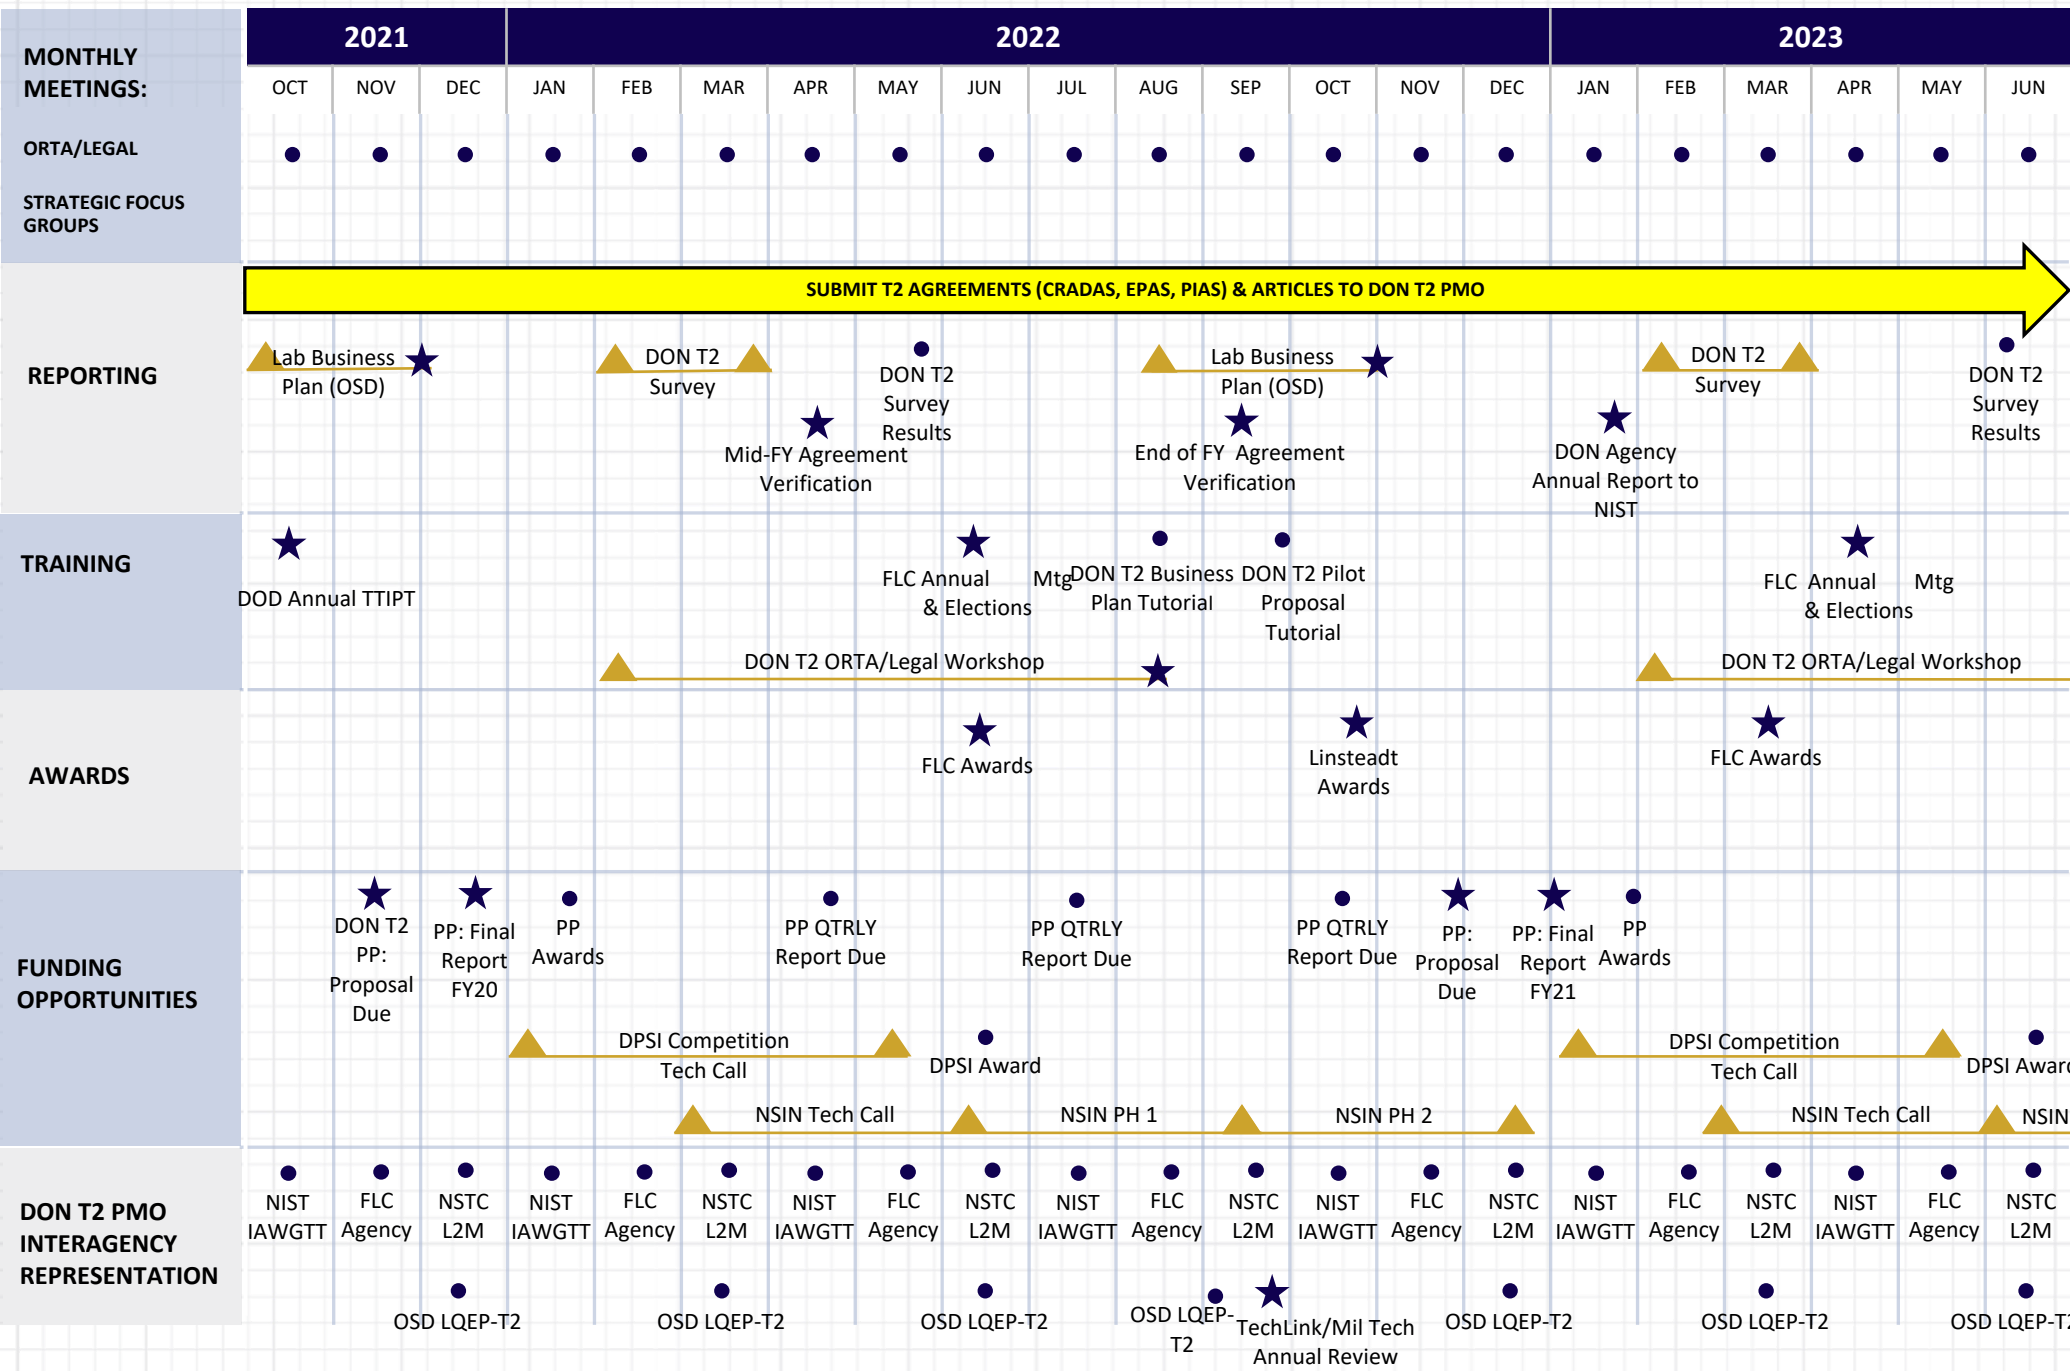 MONTHLY
MEETINGS:
2021
2022
2023
OCT NOV DEC JAN FEB MAR APR MAY JUN JUL AUG SEP OCT NOV DEC JAN FEB MAR APR MAY JUN
ORTA/LEGAL
STRATEGIC FOCUS
GROUPS
SUBMIT T2 AGREEMENTS (CRADAS, EPAS, PIAS) & ARTICLES TO DON T2 PMO
REPORTING
Lab Business
Plan (OSD)
DON T2
Survey
Mid-FY Agreement
Verification
DON T2
Survey
Results
Lab Business
Plan (OSD)
End of FY Agreement
Verification
DON Agency
Annual Report to
NIST
DON T2
Survey
DON T2
Survey
Results
TRAINING
DOD Annual TTIPT
FLC Annual Mtg
& Elections
DON T2 Business
Plan Tutorial
DON T2 Pilot
Proposal
Tutorial
FLC Annual Mtg
& Elections
DON T2 ORTA/Legal Workshop
DON T2 ORTA/Legal Workshop
AWARDS
FLC Awards
Linsteadt
Awards
FLC Awards
FUNDING
OPPORTUNITIES
DON T2
PP:
Proposal
Due
PP: Final
Report
FY20
PP
Awards
PP QTRLY
Report Due
PP QTRLY
Report Due
PP QTRLY
Report Due
PP:
Proposal
Due
PP: Final
Report
FY21
PP
Awards
DPSI Competition
Tech Call
DPSI Award
DPSI Competition
Tech Call
DPSI Award
NSIN Tech Call
NSIN PH 1
NSIN PH 2
NSIN Tech Call
NSIN
DON T2 PMO
INTERAGENCY
REPRESENTATION
NIST
IAWGTT
FLC
Agency
NSTC
L2M
NIST
IAWGTT
FLC
Agency
NSTC
L2M
NIST
IAWGTT
FLC
Agency
NSTC
L2M
NIST
IAWGTT
FLC
Agency
NSTC
L2M
NIST
IAWGTT
FLC
Agency
NSTC
L2M
NIST
IAWGTT
FLC
Agency
NSTC
L2M
NIST
IAWGTT
FLC
Agency
NSTC
L2M
OSD LQEP-T2
OSD LQEP-T2
OSD LQEP-T2
OSD LQEP-
T2
TechLink/Mil Tech
Annual Review
OSD LQEP-T2
OSD LQEP-T2
OSD LQEP-T2